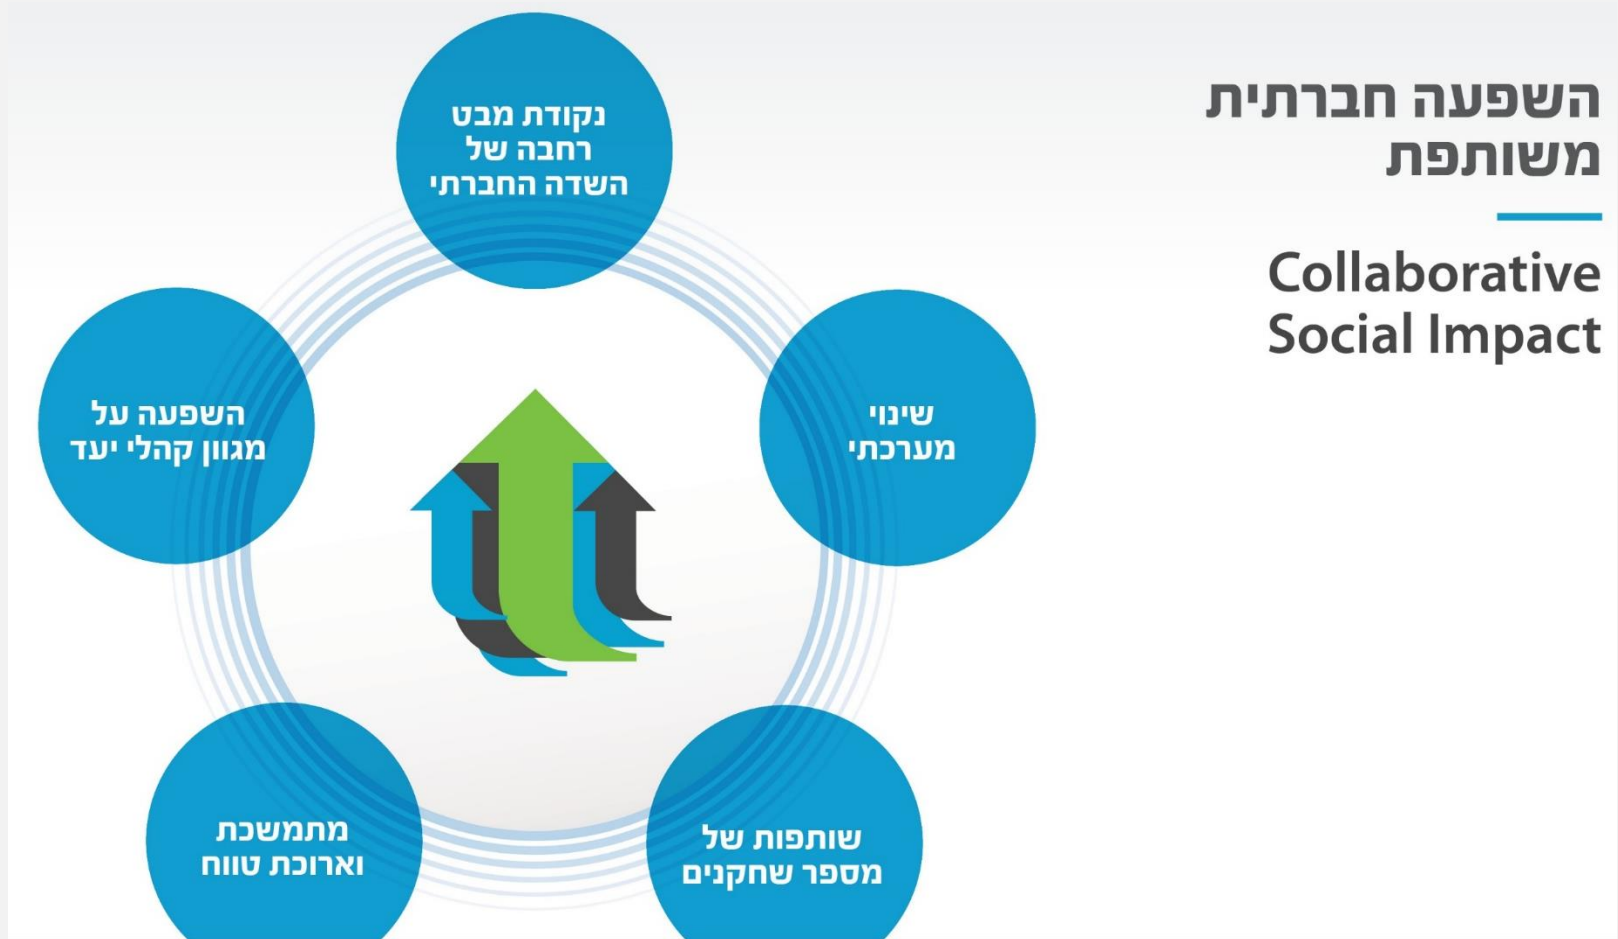 השפעה חברתית
משותפת
Collaborative
Social Impact
נקודת מבט
רחבה של
השדה החברתי
שינוי
מערכתי
שותפות של
מספר שחקנים
מתמשכת
וארוכת טווח
השפעה על
מגוון קהלי יעד